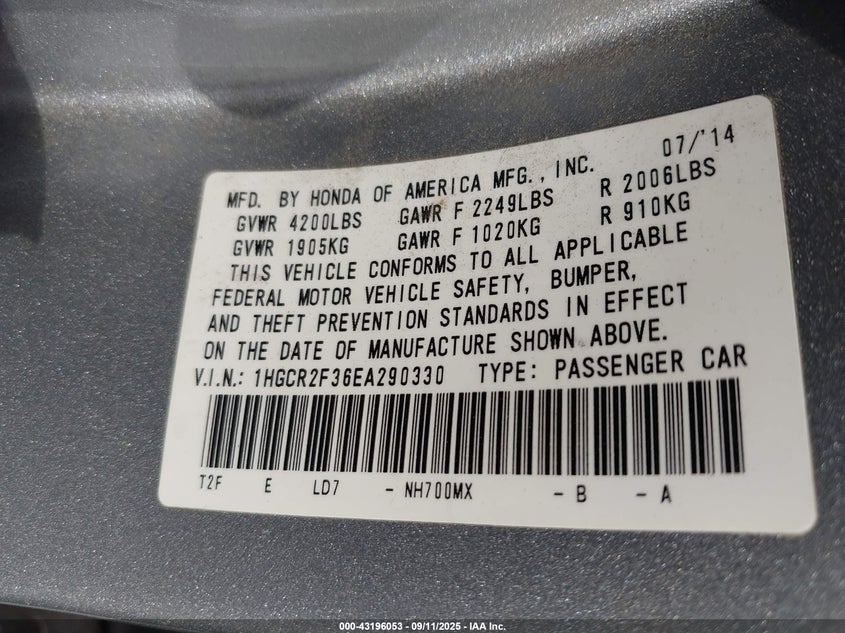 07/'14
MFD. BY HONDA OF AMERICA MFG., INC.
GVWR 4200LBS GAWR F 2249LBS R 2006LBS
GVWR 1905KG GAWR F 1020KG R 910KG
THIS VEHICLE CONFORMS TO ALL APPLICABLE
FEDERAL MOTOR VEHICLE SAFETY, BUMPER,
AND THEFT PREVENTION STANDARDS IN EFFECT
ON THE DATE OF MANUFACTURE SHOWN ABOVE.
V.I.N.: 1HGCR2F36EA290330 TYPE: PASSENGER CAR
T2F E LD7 - NH700MX - B - A
000-43196053 - 09/11/2025 - IAA Inc.